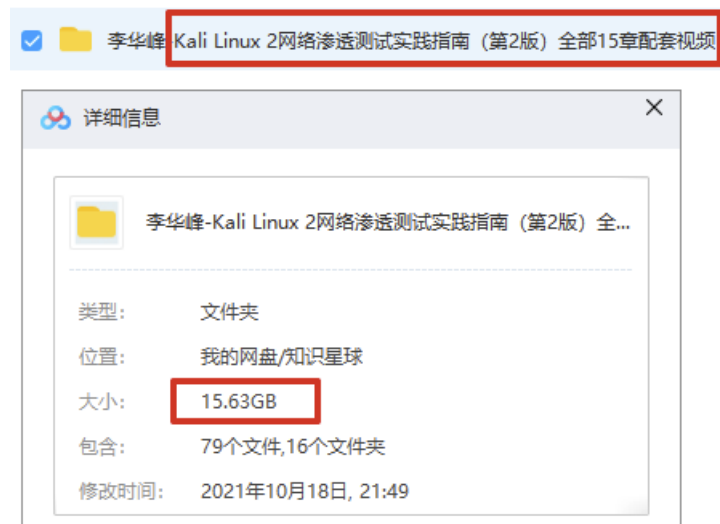 李华峰-Kali Linux 2网络渗透测试实践指南（第2版）全部15章配套视频
详细信息
李华峰-Kali Linux 2网络渗透测试实践指南（第2版）全...
类型： 文件夹
位置： 我的网盘/知识星球
大小： 15.63GB
包含： 79个文件,16个文件夹
修改时间： 2021年10月18日, 21:49